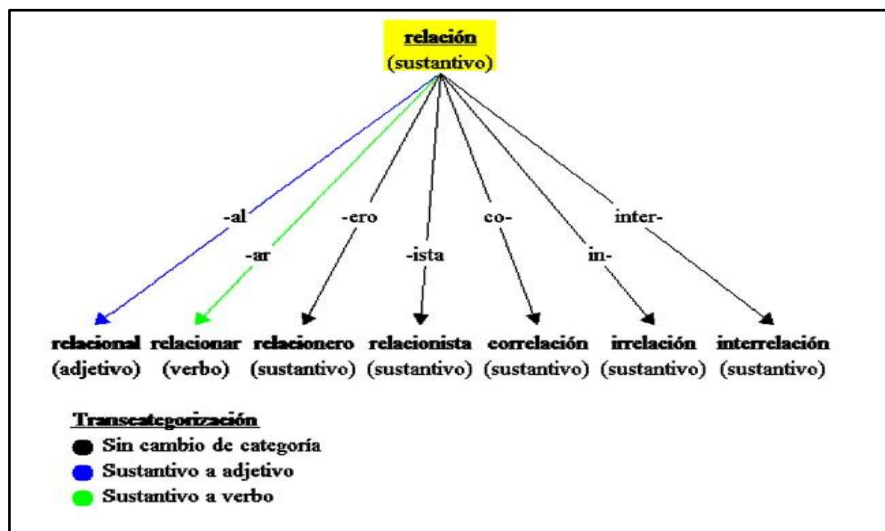 relación
(sustantivo)
-al -ero co- inter-
-ar -ista in-
relacional relacionar relacionero relacionista correlación irrelación interrelación
(adjetivo) (verbo) (sustantivo) (sustantivo) (sustantivo) (sustantivo) (sustantivo)
Transcategorización
Sin cambio de categoría
Sustantivo a adjetivo
Sustantivo a verbo